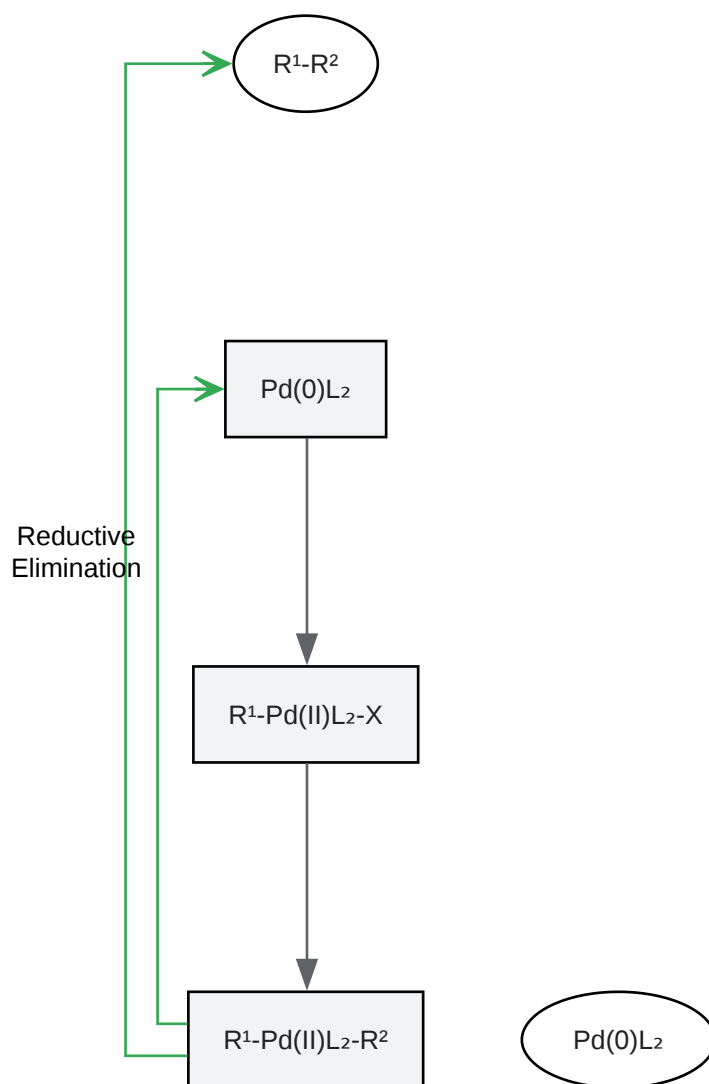 R¹-R²
Pd(0)L₂
Reductive
Elimination
R¹-Pd(II)L₂-X
R¹-Pd(II)L₂-R²
Pd(0)L₂